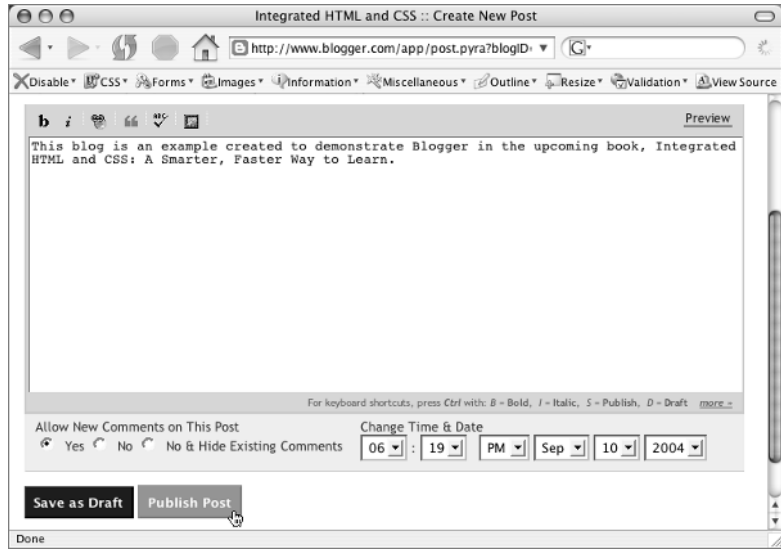 Integrated HTML and CSS :: Create New Post
http://www.blogger.com/app/post.pyra?blogID
G
Disable CSS Forms Images Information Miscellaneous Outline Resize Validation View Source
b i ABC Preview
This blog is an example created to demonstrate Blogger in the upcoming book, Integrated
HTML and CSS: A Smarter, Faster Way to Learn.
For keyboard shortcuts, press Ctrl with: B = Bold, I = Italic, S = Publish, D = Draft more »
Allow New Comments on This Post
Change Time & Date
Yes No No & Hide Existing Comments
06 : 19 PM Sep 10 2004
Save as Draft Publish Post
Done